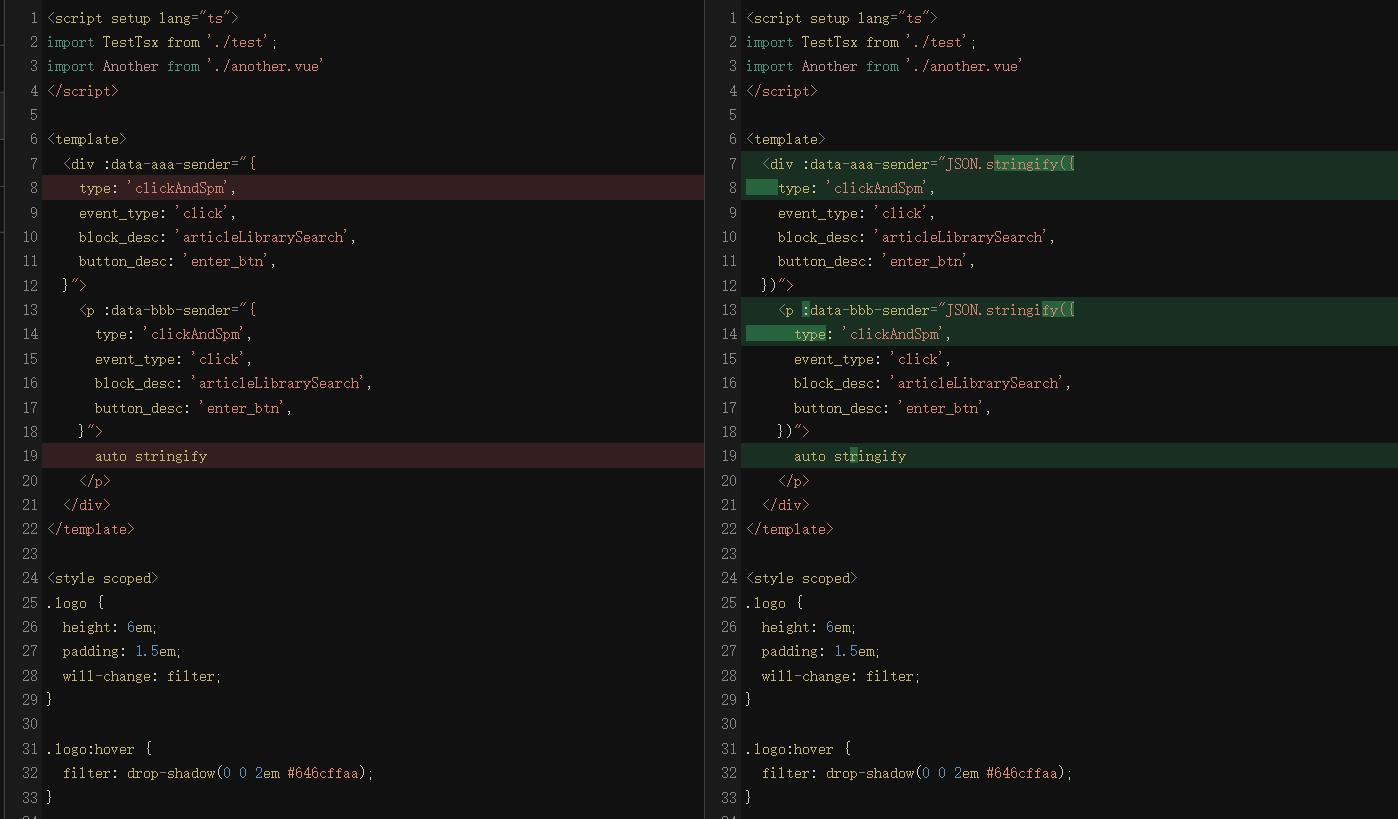 1 <script setup lang="ts">
2 import TestTsx from './test';
3 import Another from './another.vue'
4 </script>
5
6 <template>
7   <div :data-aaa-sender="{
8     type: 'clickAndSpm',
9     event_type: 'click',
10     block_desc: 'articleLibrarySearch',
11     button_desc: 'enter_btn',
12   }">
13     <p :data-bbb-sender="{
14       type: 'clickAndSpm',
15       event_type: 'click',
16       block_desc: 'articleLibrarySearch',
17       button_desc: 'enter_btn',
18     }">
19       auto stringify
20     </p>
21   </div>
22 </template>
23
24 <style scoped>
25 .logo {
26   height: 6em;
27   padding: 1.5em;
28   will-change: filter;
29 }
30
31 .logo:hover {
32   filter: drop-shadow(0 0 2em #646cffaa);
33 }
1 <script setup lang="ts">
2 import TestTsx from './test';
3 import Another from './another.vue'
4 </script>
5
6 <template>
7   <div :data-aaa-sender="JSON.stringify({
8     type: 'clickAndSpm',
9     event_type: 'click',
10     block_desc: 'articleLibrarySearch',
11     button_desc: 'enter_btn',
12   })">
13     <p :data-bbb-sender="JSON.stringify({
14       type: 'clickAndSpm',
15       event_type: 'click',
16       block_desc: 'articleLibrarySearch',
17       button_desc: 'enter_btn',
18     })">
19       auto stringify
20     </p>
21   </div>
22 </template>
23
24 <style scoped>
25 .logo {
26   height: 6em;
27   padding: 1.5em;
28   will-change: filter;
29 }
30
31 .logo:hover {
32   filter: drop-shadow(0 0 2em #646cffaa);
33 }